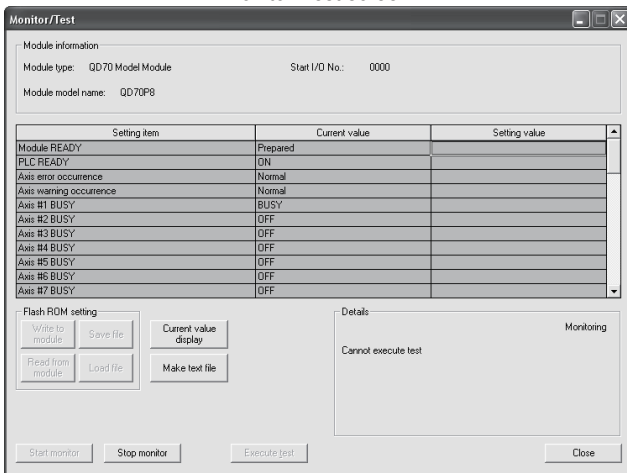 Monitor/Test
Module information
Module type: QD70 Model Module Start I/O No.: 0000
Module model name: QD70P8
Setting item Current value Setting value
Module READY Prepared
PLC READY ON
Axis error occurrence Normal
Axis warning occurrence Normal
Axis #1 BUSY BUSY
Axis #2 BUSY OFF
Axis #3 BUSY OFF
Axis #4 BUSY OFF
Axis #5 BUSY OFF
Axis #6 BUSY OFF
Axis #7 BUSY OFF
Flash ROM setting
Write to module
Save file
Current value display
Read from module
Load file
Make text file
Details
Monitoring
Cannot execute test
Start monitor Stop monitor Execute test Close